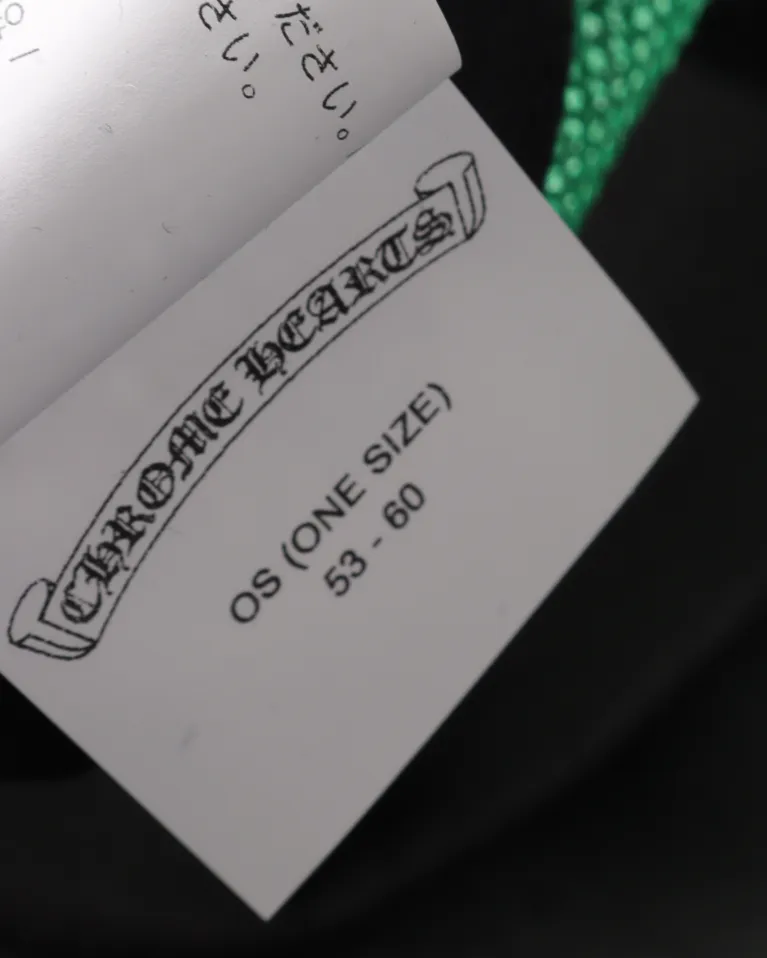 ださい。
さい。
CHROME HEARTS
OS (ONE SIZE)
53 - 60